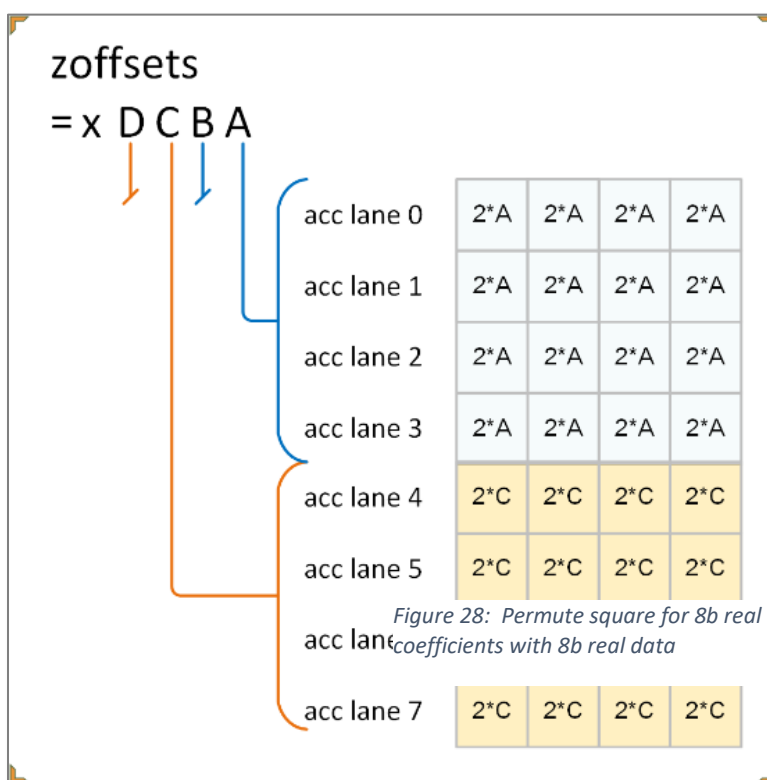 zoffsets
= x D C B A
acc lane 0 2*A 2*A 2*A 2*A
acc lane 1 2*A 2*A 2*A 2*A
acc lane 2 2*A 2*A 2*A 2*A
acc lane 3 2*A 2*A 2*A 2*A
acc lane 4 2*C 2*C 2*C 2*C
acc lane 5 2*C 2*C 2*C 2*C
Figure 28: Permute square for 8b real
acc lane coefficients with 8b real data
acc lane 7 2*C 2*C 2*C 2*C